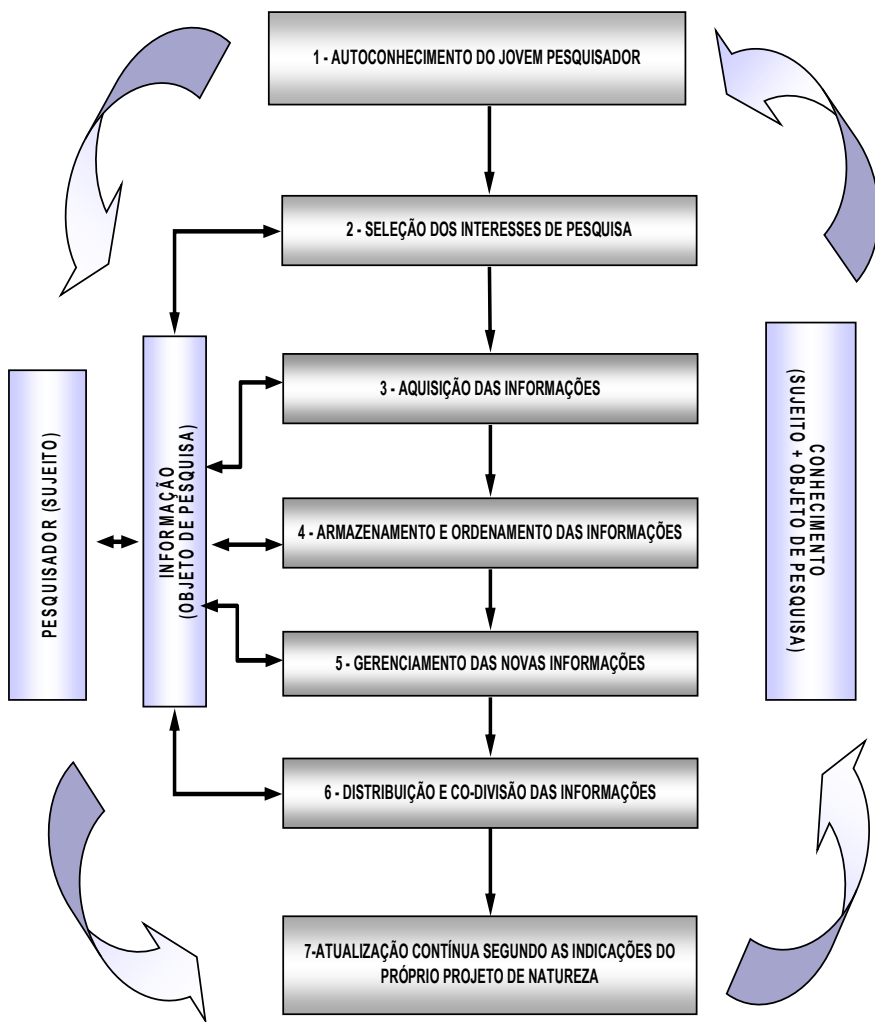 1 - AUTOCONHECIMENTO DO JOVEM PESQUISADOR
2 - SELEÇÃO DOS INTERESSES DE PESQUISA
3 - AQUISIÇÃO DAS INFORMAÇÕES
4 - ARMAZENAMENTO E ORDENAMENTO DAS INFORMAÇÕES
5 - GERENCIAMENTO DAS NOVAS INFORMAÇÕES
6 - DISTRIBUIÇÃO E CO-DIVISÃO DAS INFORMAÇÕES
7-ATUALIZAÇÃO CONTÍNUA SEGUNDO AS INDICAÇÕES DO
PRÓPRIO PROJETO DE NATUREZA
PESQUISADOR (SUJEITO)
INFORMAÇÃO
(OBJETO DE PESQUISA)
CONHECIMENTO
(SUJEITO + OBJETO DE PESQUISA)